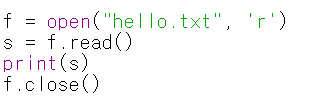 f = open("hello.txt", 'r')
s = f.read()
print(s)
f.close()